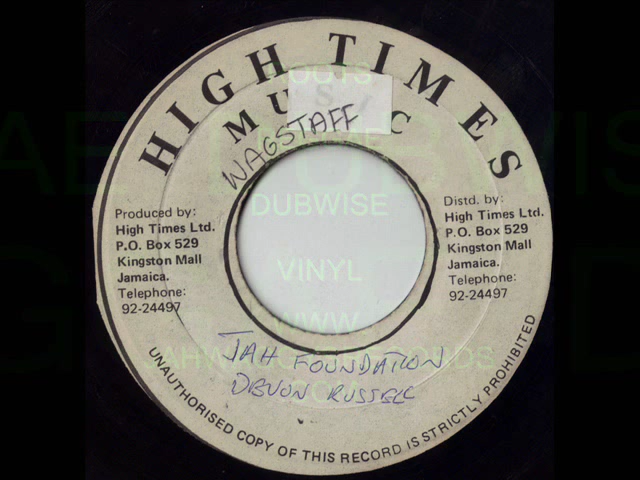 HIGH TIMES
MUSIC
WAGSTAFF
Produced by:
High Times Ltd.
P.O. Box 529
Kingston Mall
Jamaica.
Telephone:
92-24497
Distd. by:
High Times Ltd.
P.O. Box 529
Kingston Mall
Jamaica.
Telephone:
92-24497
ROOTS
DUBWISE
VINYL
WWW
JAH FOUNDATION
DEVON RUSSELL
UNAUTHORISED COPY OF THIS RECORD IS STRICTLY PROHIBITED